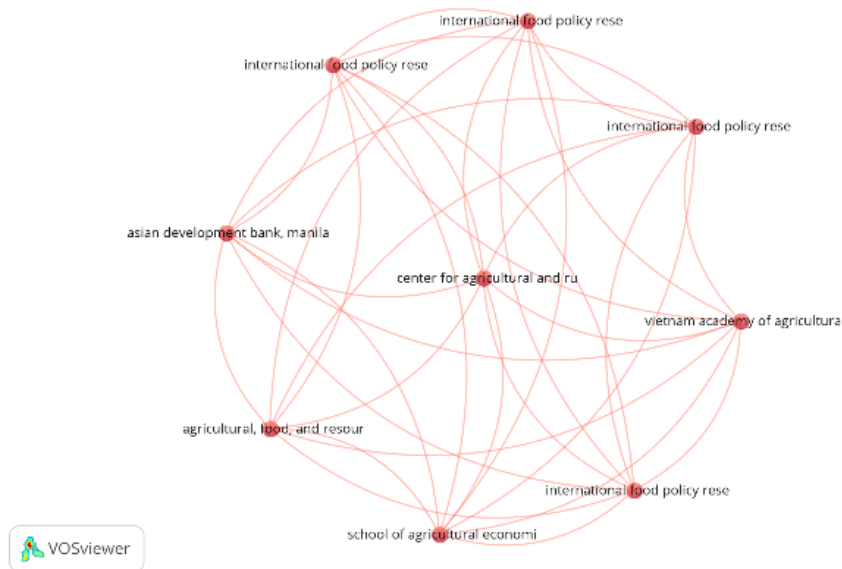 international food policy rese
international food policy rese
international food policy rese
asian development bank, manila
center for agricultural and ru
vietnam academy of agricultura
agricultural, food, and resour
international food policy rese
school of agricultural economi
VOSviewer